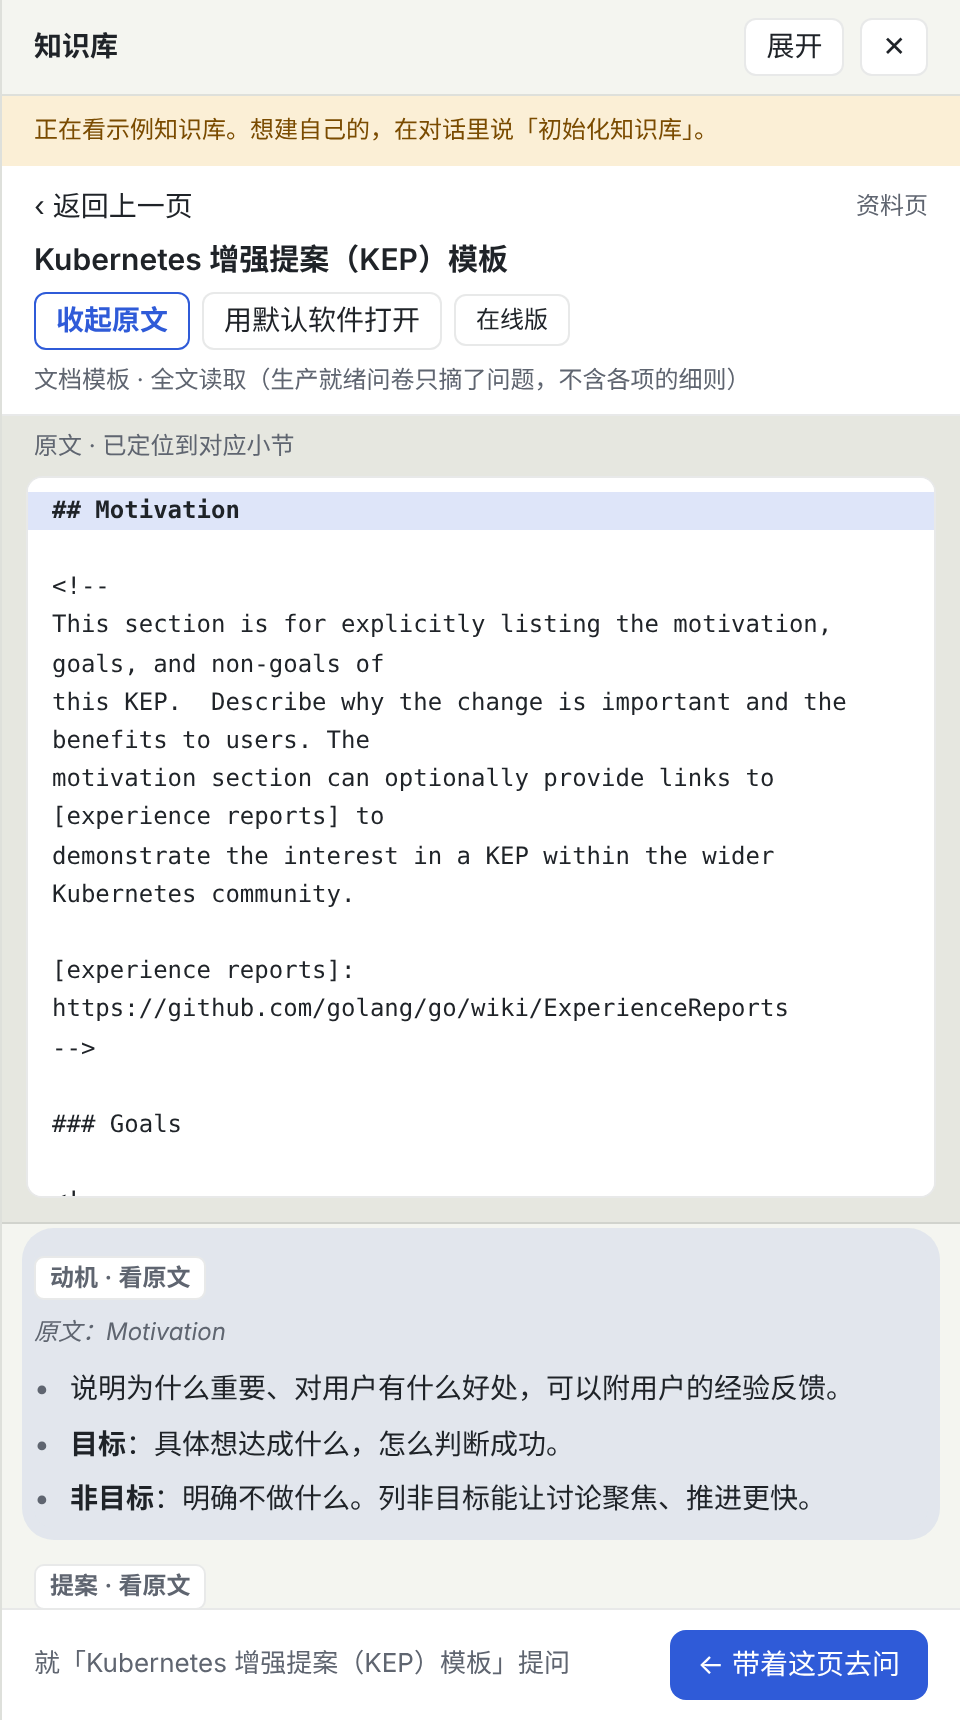 知识库
展开
✕
正在看示例知识库。想建自己的，在对话里说「初始化知识库」。
‹ 返回上一页
资料页
Kubernetes 增强提案（KEP）模板
收起原文
用默认软件打开
在线版
文档模板 · 全文读取（生产就绪问卷只摘了问题，不含各项的细则）
原文 · 已定位到对应小节
## Motivation
<!--
This section is for explicitly listing the motivation,
goals, and non-goals of
this KEP.  Describe why the change is important and the
benefits to users. The
motivation section can optionally provide links to
[experience reports] to
demonstrate the interest in a KEP within the wider
Kubernetes community.
[experience reports]:
https://github.com/golang/go/wiki/ExperienceReports
-->
### Goals
动机 · 看原文
原文：Motivation
• 说明为什么重要、对用户有什么好处，可以附用户的经验反馈。
• 目标：具体想达成什么，怎么判断成功。
• 非目标：明确不做什么。列非目标能让讨论聚焦、推进更快。
提案 · 看原文
就「Kubernetes 增强提案（KEP）模板」提问
← 带着这页去问